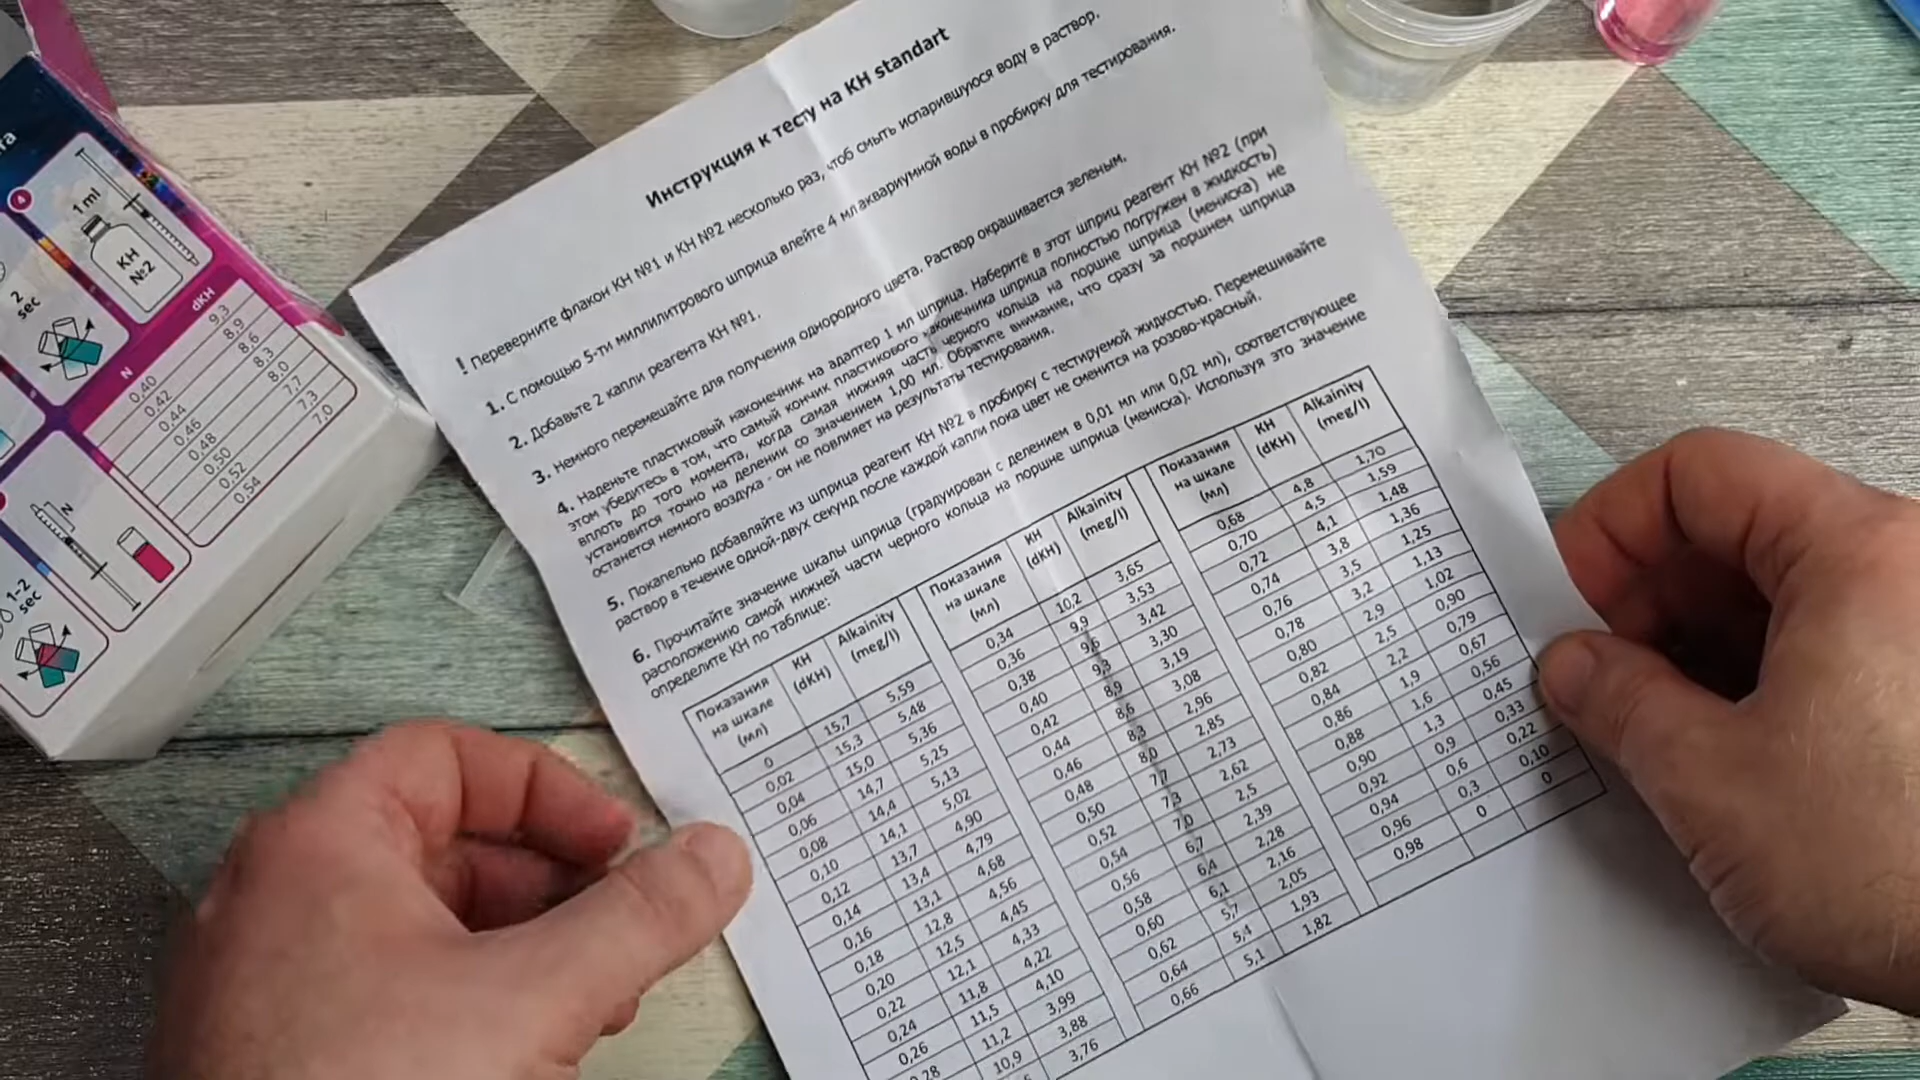 Инструкция к тесту на KH standart
! Переверните флакон КН №1 и КН №2 несколько раз, чтоб смыть испарившуюся воду в раствор.
1. С помощью 5-ти миллилитрового шприца влейте 4 мл аквариумной воды в пробирку для тестирования.
2. Добавьте 2 капли реагента КН №1.
3. Немного перемешайте для получения однородного цвета. Раствор окрашивается зеленым.
4. Наденьте пластиковый наконечник на адаптер 1 мл шприца. Наберите в этот шприц реагент КН №2 (при
этом убедитесь в том, что самый кончик пластикового наконечника шприца полностью погружен в жидкость)
вплоть до того момента, когда самая нижняя часть черного кольца на поршне шприца (мениска) не
установится точно на делении со значением 1,00 мл. Обратите внимание, что сразу за поршнем шприца
останется немного воздуха - он не повлияет на результаты тестирования.
5. Покапельно добавляйте из шприца реагент КН №2 в пробирку с тестируемой жидкостью. Перемешивайте
раствор в течение одной-двух секунд после каждой капли пока цвет не сменится на розово-красный.
6. Прочитайте значение шкалы шприца (градуирован с делением в 0,01 мл или 0,02 мл), соответствующее
расположению самой нижней части черного кольца на поршне шприца (мениска). Используя это значение
определите КН по таблице:
Показания на шкале (мл) КН (dKH) Alkainity (meg/l)
0 15,7 5,59
0,02 15,3 5,48
0,04 15,0 5,36
0,06 14,7 5,25
0,08 14,4 5,13
0,10 14,1 5,02
0,12 13,7 4,90
0,14 13,4 4,79
0,16 13,1 4,68
0,18 12,8 4,56
0,20 12,5 4,45
0,22 12,1 4,33
0,24 11,8 4,22
0,26 11,5 4,10
0,28 11,2 3,99
10,9 3,88
3,76
Показания на шкале (мл) КН (dKH) Alkainity (meg/l)
0,34 10,2 3,65
0,36 9,9 3,53
0,38 9,6 3,42
0,40 9,3 3,30
0,42 8,9 3,19
0,44 8,6 3,08
0,46 8,3 2,96
0,48 8,0 2,85
0,50 7,7 2,73
0,52 7,3 2,62
0,54 7,0 2,5
0,56 6,7 2,39
0,58 6,4 2,28
0,60 6,1 2,16
0,62 5,7 2,05
0,64 5,4 1,93
0,66 5,1 1,82
Показания на шкале (мл) КН (dKH) Alkainity (meg/l)
0,68 4,8 1,70
0,70 4,5 1,59
0,72 4,1 1,48
0,74 3,8 1,36
0,76 3,5 1,25
0,78 3,2 1,13
0,80 2,9 1,02
0,82 2,5 0,90
0,84 2,2 0,79
0,86 1,9 0,67
0,88 1,6 0,56
0,90 1,3 0,45
0,92 0,9 0,33
0,94 0,6 0,22
0,96 0,3 0,10
0,98 0 0
4
1 ml
KH №2
2 sec
N dKH
0,40 9,3
0,42 8,9
0,44 8,6
0,46 8,3
0,48 8,0
0,50 7,7
0,52 7,3
0,54 7,0
N
1-2 sec